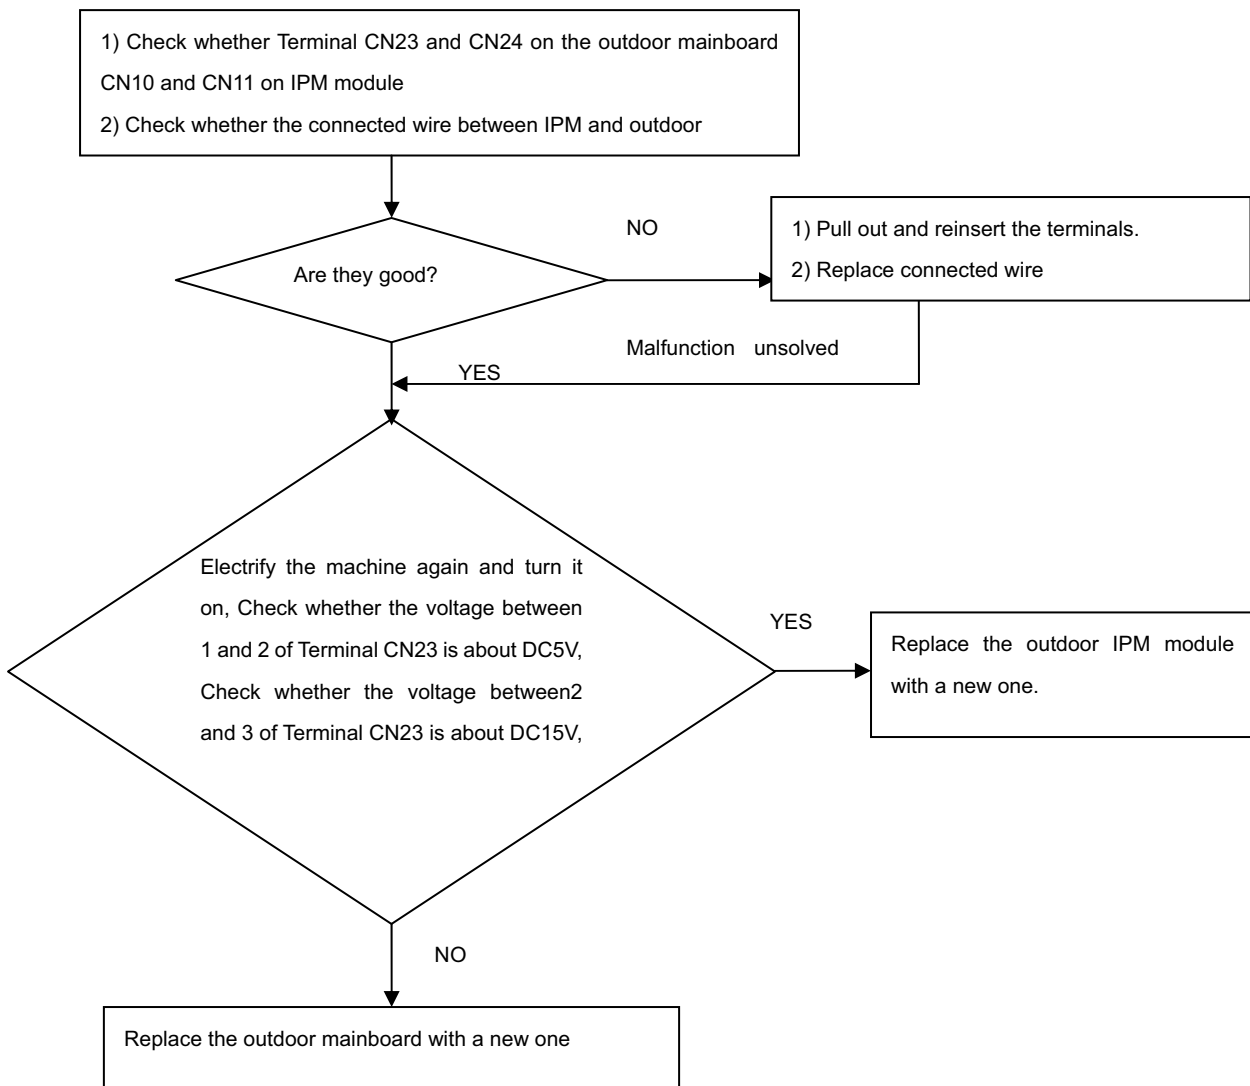 1) Check whether Terminal CN23 and CN24 on the outdoor mainboard
CN10 and CN11 on IPM module
2) Check whether the connected wire between IPM and outdoor
NO
1) Pull out and reinsert the terminals.
2) Replace connected wire
Are they good?
Malfunction unsolved
YES
Electrify the machine again and turn it
on, Check whether the voltage between
1 and 2 of Terminal CN23 is about DC5V,
Check whether the voltage between2
and 3 of Terminal CN23 is about DC15V,
YES
Replace the outdoor IPM module
with a new one.
NO
Replace the outdoor mainboard with a new one